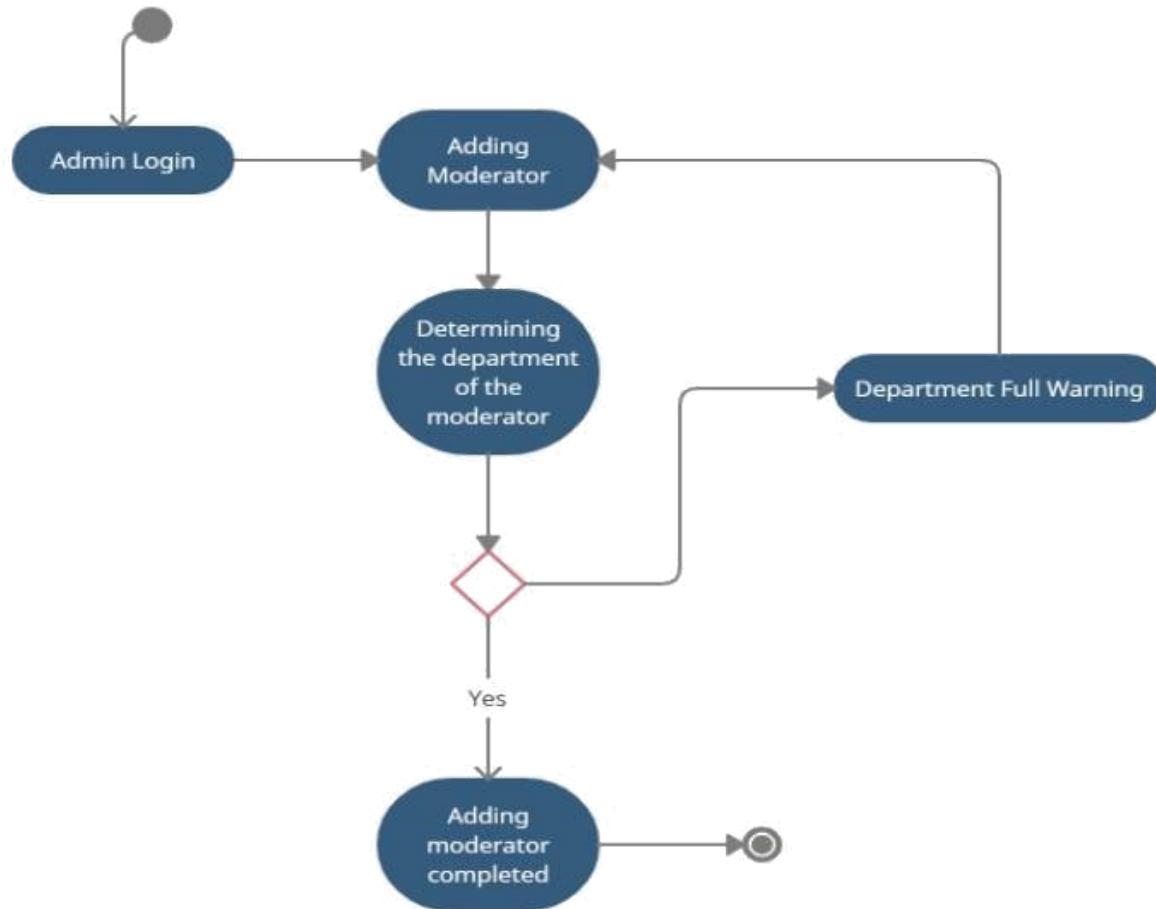 Admin Login
Adding
Moderator
Determining
the department
of the
moderator
Department Full Warning
Yes
Adding
moderator
completed